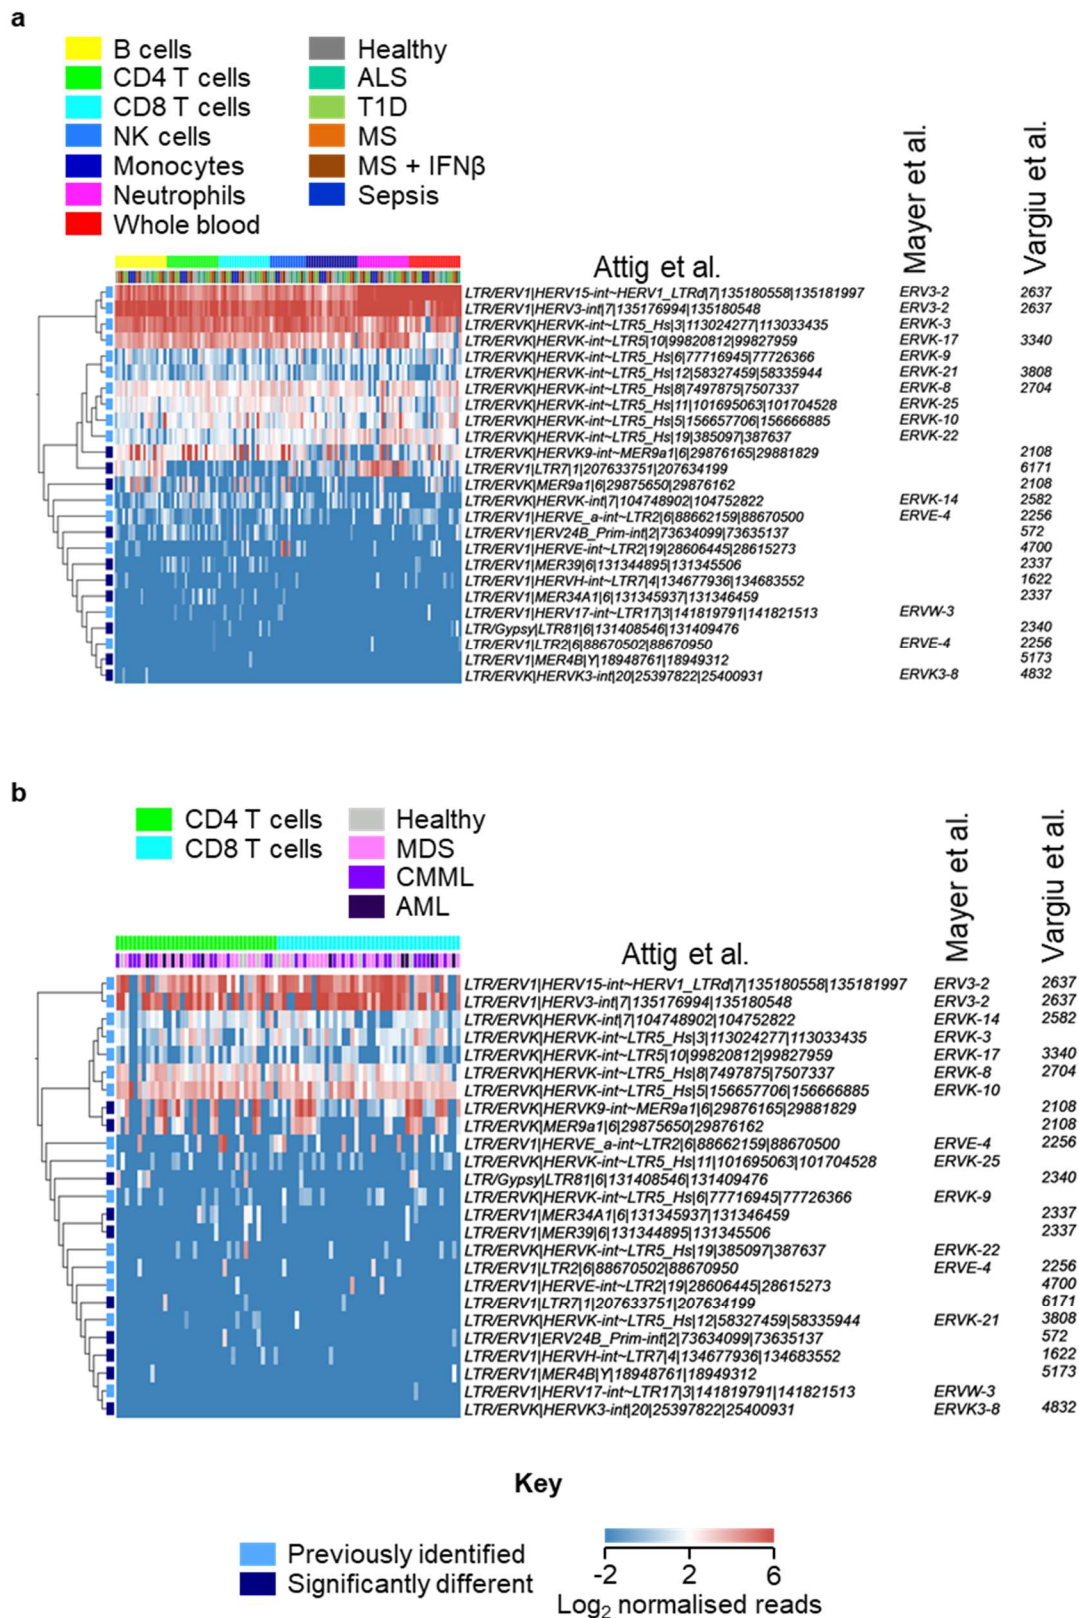 a
B cells
CD4 T cells
CD8 T cells
NK cells
Monocytes
Neutrophils
Whole blood
Healthy
ALS
T1D
MS
MS + IFNβ
Sepsis
Attig et al.
Mayer et al.
Vargiu et al.
LTR/ERV1|HERV15-int~HERV1_LTRd|7|135180558|135181997 ERV3-2 2637
LTR/ERV1|HERV3-int|7|135176994|135180548 ERV3-2 2637
LTR/ERVK|HERVK-int~LTR5_Hs|3|113024277|113033435 ERVK-3
LTR/ERVK|HERVK-int~LTR5|10|99820812|99827959 ERVK-17 3340
LTR/ERVK|HERVK-int~LTR5_Hs|6|77716945|77726366 ERVK-9
LTR/ERVK|HERVK-int~LTR5_Hs|12|58327459|58335944 ERVK-21 3808
LTR/ERVK|HERVK-int~LTR5_Hs|8|7497875|7507337 ERVK-8 2704
LTR/ERVK|HERVK-int~LTR5_Hs|11|101695063|101704528 ERVK-25
LTR/ERVK|HERVK-int~LTR5_Hs|5|156657706|156666885 ERVK-10
LTR/ERVK|HERVK-int~LTR5_Hs|19|385097|387637 ERVK-22
LTR/ERVK|HERVK9-int~MER9a1|6|29876165|29881829 2108
LTR/ERV1|LTR7|1|207633751|207634199 6171
LTR/ERVK|MER9a1|6|29875650|29876162 2108
LTR/ERVK|HERVK-int|7|104748902|104752822 ERVK-14 2582
LTR/ERV1|HERVE_a-int~LTR2|6|88662159|88670500 ERVE-4 2256
LTR/ERV1|ERV24B_Prim-int|2|73634099|73635137 572
LTR/ERV1|HERVE-int~LTR2|19|28606445|28615273 4700
LTR/ERV1|MER39|6|131344895|131345506 2337
LTR/ERV1|HERVH-int~LTR7|4|134677936|134683552 1622
LTR/ERV1|MER34A1|6|131345937|131346459 2337
LTR/ERV1|HERV17-int~LTR17|3|141819791|141821513 ERVW-3
LTR/Gypsy|LTR81|6|131408546|131409476 2340
LTR/ERV1|LTR2|6|88670502|88670950 ERVE-4 2256
LTR/ERV1|MER4B|Y|18948761|18949312 5173
LTR/ERVK|HERVK3-int|20|25397822|25400931 ERVK3-8 4832
b
CD4 T cells
CD8 T cells
Healthy
MDS
CMML
AML
Attig et al.
Mayer et al.
Vargiu et al.
LTR/ERV1|HERV15-int~HERV1_LTRd|7|135180558|135181997 ERV3-2 2637
LTR/ERV1|HERV3-int|7|135176994|135180548 ERV3-2 2637
LTR/ERVK|HERVK-int|7|104748902|104752822 ERVK-14 2582
LTR/ERVK|HERVK-int~LTR5_Hs|3|113024277|113033435 ERVK-3
LTR/ERVK|HERVK-int~LTR5|10|99820812|99827959 ERVK-17 3340
LTR/ERVK|HERVK-int~LTR5_Hs|8|7497875|7507337 ERVK-8 2704
LTR/ERVK|HERVK-int~LTR5_Hs|5|156657706|156666885 ERVK-10
LTR/ERVK|HERVK9-int~MER9a1|6|29876165|29881829 2108
LTR/ERVK|MER9a1|6|29875650|29876162 2108
LTR/ERV1|HERVE_a-int~LTR2|6|88662159|88670500 ERVE-4 2256
LTR/ERVK|HERVK-int~LTR5_Hs|11|101695063|101704528 ERVK-25
LTR/Gypsy|LTR81|6|131408546|131409476 2340
LTR/ERVK|HERVK-int~LTR5_Hs|6|77716945|77726366 ERVK-9
LTR/ERV1|MER34A1|6|131345937|131346459 2337
LTR/ERV1|MER39|6|131344895|131345506 2337
LTR/ERVK|HERVK-int~LTR5_Hs|19|385097|387637 ERVK-22
LTR/ERV1|LTR2|6|88670502|88670950 ERVE-4 2256
LTR/ERV1|HERVE-int~LTR2|19|28606445|28615273 4700
LTR/ERV1|LTR7|1|207633751|207634199 6171
LTR/ERVK|HERVK-int~LTR5_Hs|12|58327459|58335944 ERVK-21 3808
LTR/ERV1|ERV24B_Prim-int|2|73634099|73635137 572
LTR/ERV1|HERVH-int~LTR7|4|134677936|134683552 1622
LTR/ERV1|MER4B|Y|18948761|18949312 5173
LTR/ERV1|HERV17-int~LTR17|3|141819791|141821513 ERVW-3
LTR/ERVK|HERVK3-int|20|25397822|25400931 ERVK3-8 4832
Key
Previously identified
Significantly different
-2 2 6
Log₂ normalised reads